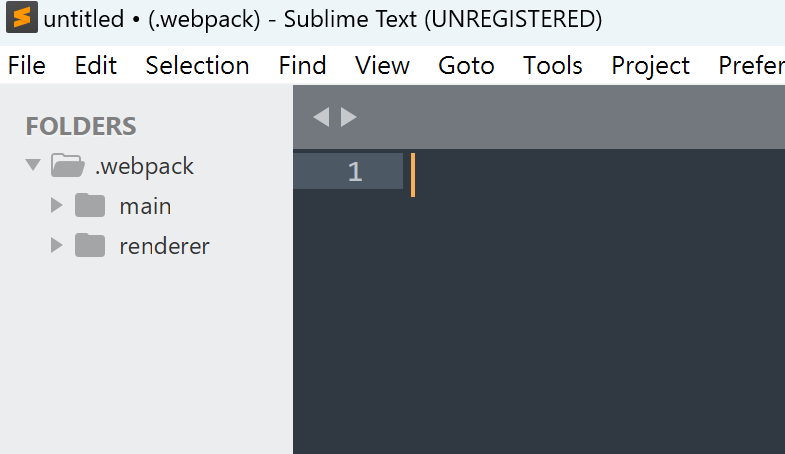 untitled • (.webpack) - Sublime Text (UNREGISTERED)
File Edit Selection Find View Goto Tools Project Prefer
FOLDERS
.webpack
main
renderer
1